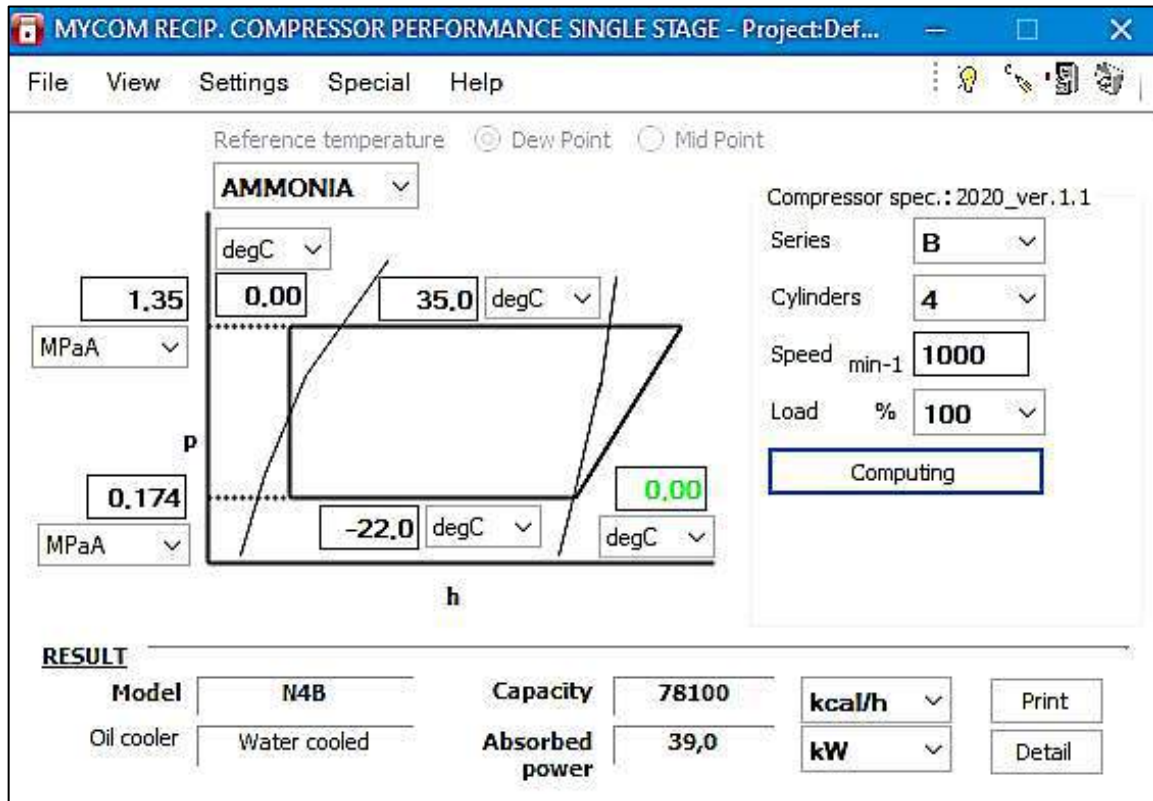 MYCOM RECIP. COMPRESSOR PERFORMANCE SINGLE STAGE - Project:Def...
File View Settings Special Help
Reference temperature Dew Point Mid Point
AMMONIA
degC
1.35 0.00 35.0 degC
MPaA
p
0.174 0.00
-22.0 degC
MPaA degC
h
Compressor spec.: 2020_ver.1.1
Series B
Cylinders 4
Speed min-1 1000
Load % 100
Computing
RESULT
Model N4B Capacity 78100 kcal/h Print
Oil cooler Water cooled Absorbed power 39,0 kW Detail